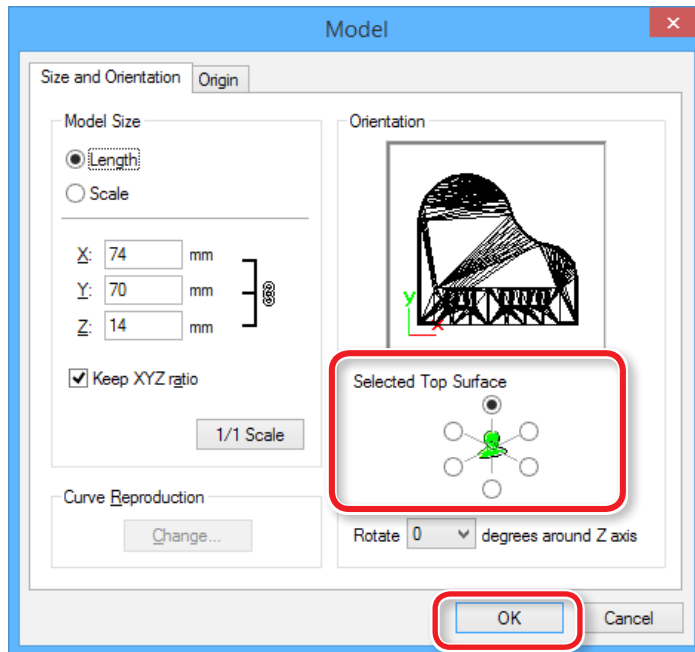 Model
Size and Orientation
Origin
Model Size
Length
Scale
X: 74 mm
Y: 70 mm
Z: 14 mm
Keep XYZ ratio
1/1 Scale
Curve Reproduction
Change...
Orientation
y
x
Selected Top Surface
Rotate 0 degrees around Z axis
OK
Cancel